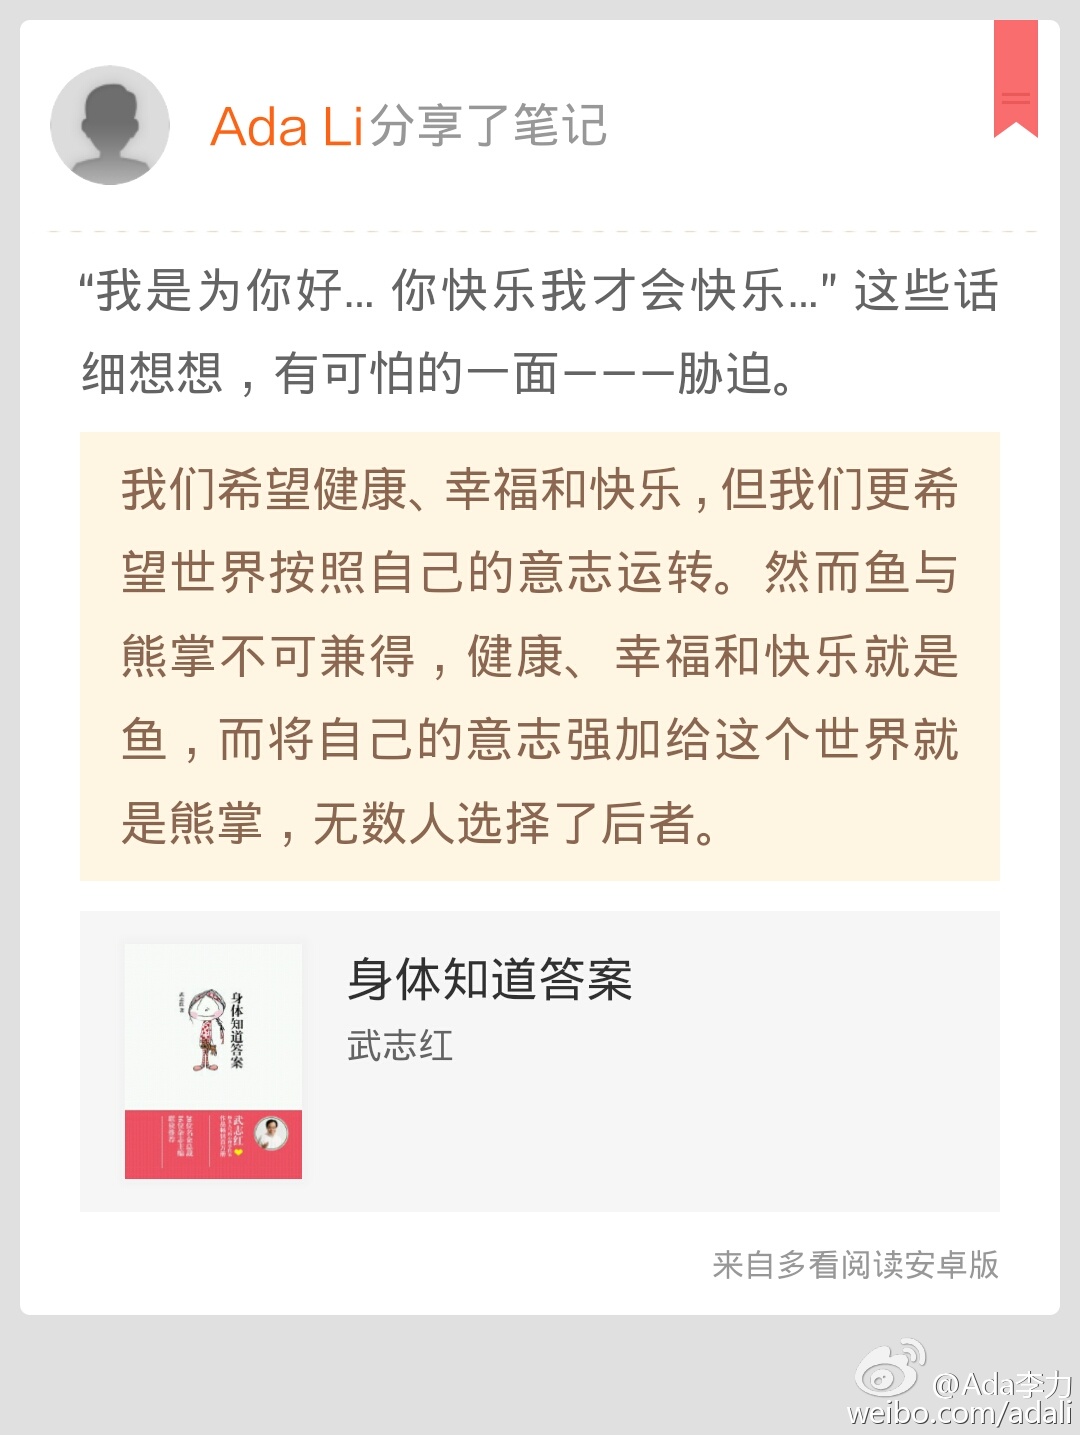 Ada Li分享了笔记
“我是为你好... 你快乐我才会快乐...” 这些话
细想想，有可怕的一面———胁迫。
我们希望健康、幸福和快乐，但我们更希
望世界按照自己的意志运转。然而鱼与
熊掌不可兼得，健康、幸福和快乐就是
鱼，而将自己的意志强加给这个世界就
是熊掌，无数人选择了后者。
身体知道答案
武志红 著
武志红
身体知道答案
武志红
来自多看阅读安卓版
@Ada李力
weibo.com/adali